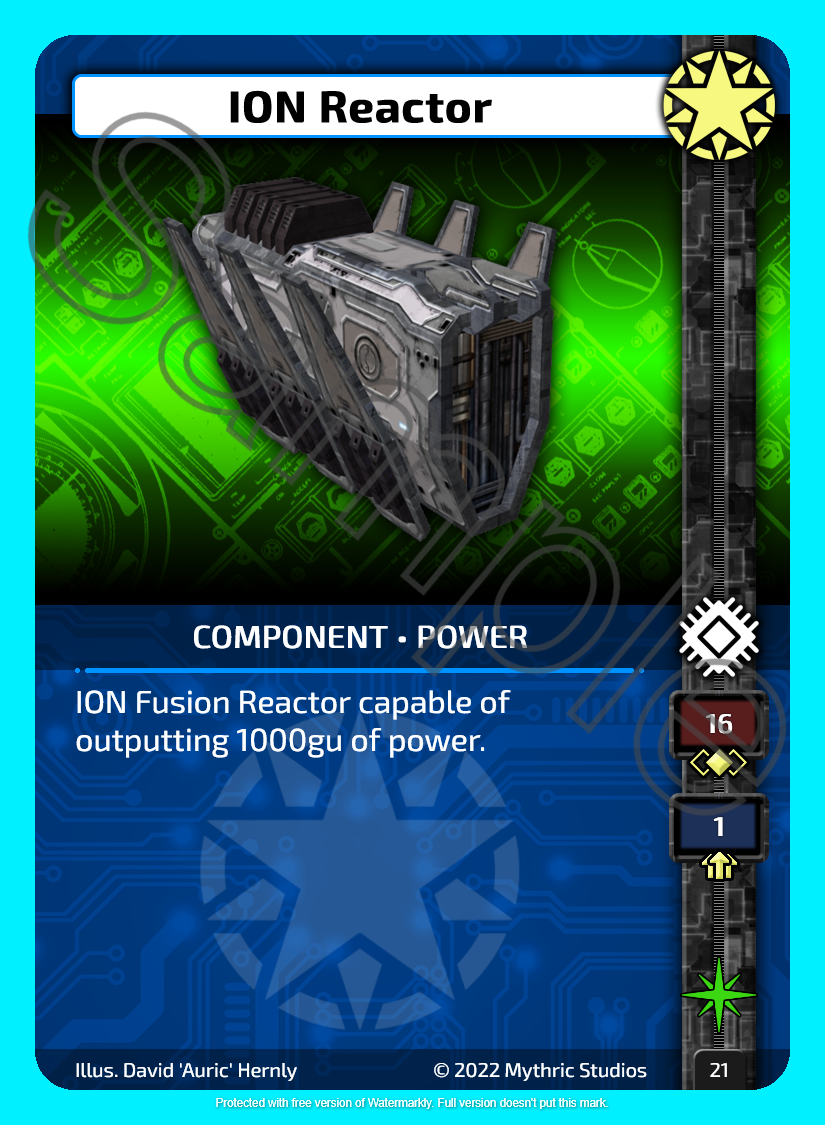 ION Reactor
COMPONENT • POWER
ION Fusion Reactor capable of
outputting 1000gu of power.
16
1
Illus. David 'Auric' Hernly
© 2022 Mythric Studios
21
Sample
Protected with free version of Watermarkly. Full version doesn't put this mark.